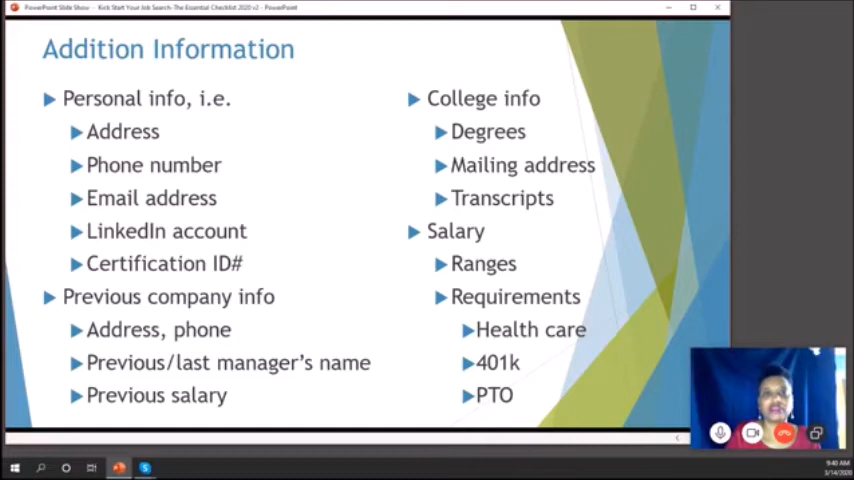 PowerPoint Slide Show - Kick Start Your Job Search-The Essential Checklist 2020 v2 - PowerPoint
Addition Information
Personal info, i.e.
Address
Phone number
Email address
LinkedIn account
Certification ID#
Previous company info
Address, phone
Previous/last manager's name
Previous salary
College info
Degrees
Mailing address
Transcripts
Salary
Ranges
Requirements
Health care
401k
PTO
9:40 AM
3/14/2020